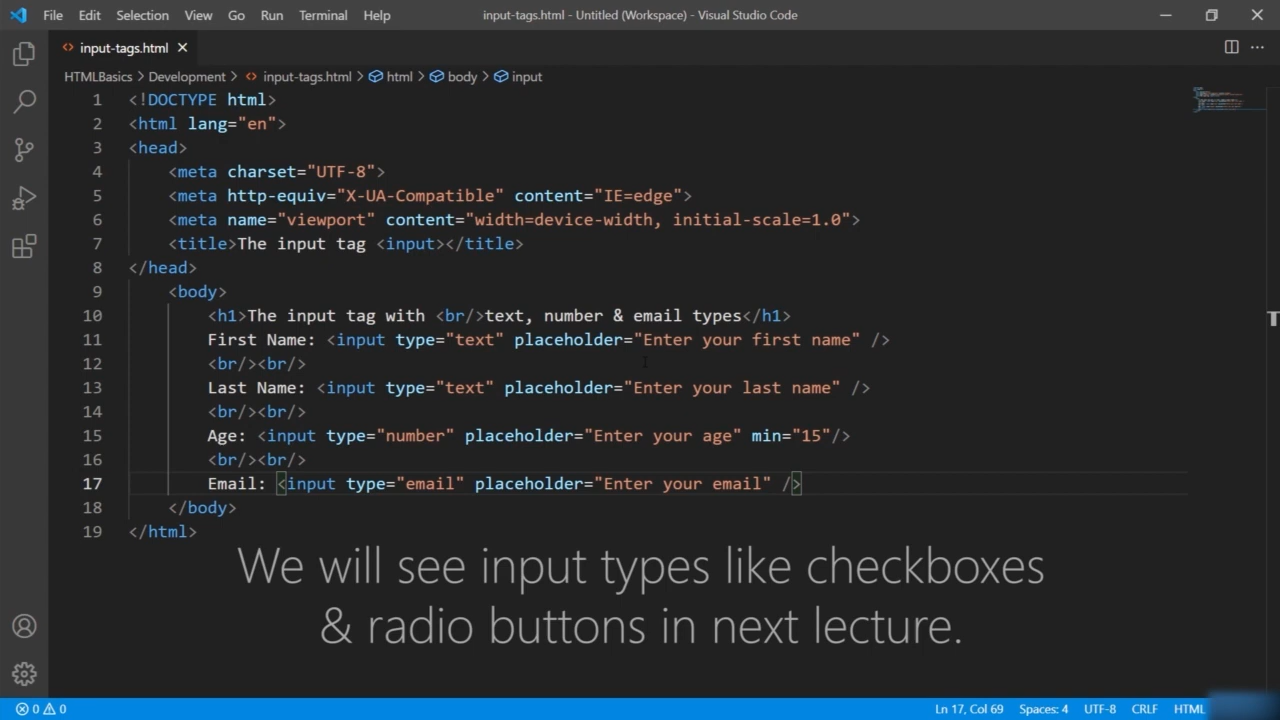 File Edit Selection View Go Run Terminal Help input-tags.html - Untitled (Workspace) - Visual Studio Code
input-tags.html
HTMLBasics > Development > input-tags.html > html > body > input
1 <!DOCTYPE html>
2 <html lang="en">
3 <head>
4 <meta charset="UTF-8">
5 <meta http-equiv="X-UA-Compatible" content="IE=edge">
6 <meta name="viewport" content="width=device-width, initial-scale=1.0">
7 <title>The input tag <input></title>
8 </head>
9 <body>
10 <h1>The input tag with <br/>text, number & email types</h1>
11 First Name: <input type="text" placeholder="Enter your first name" />
12 <br/><br/>
13 Last Name: <input type="text" placeholder="Enter your last name" />
14 <br/><br/>
15 Age: <input type="number" placeholder="Enter your age" min="15"/>
16 <br/><br/>
17 Email: <input type="email" placeholder="Enter your email" />
18 </body>
19 </html>
We will see input types like checkboxes
& radio buttons in next lecture.
0 0 Ln 17, Col 69 Spaces: 4 UTF-8 CRLF HTML